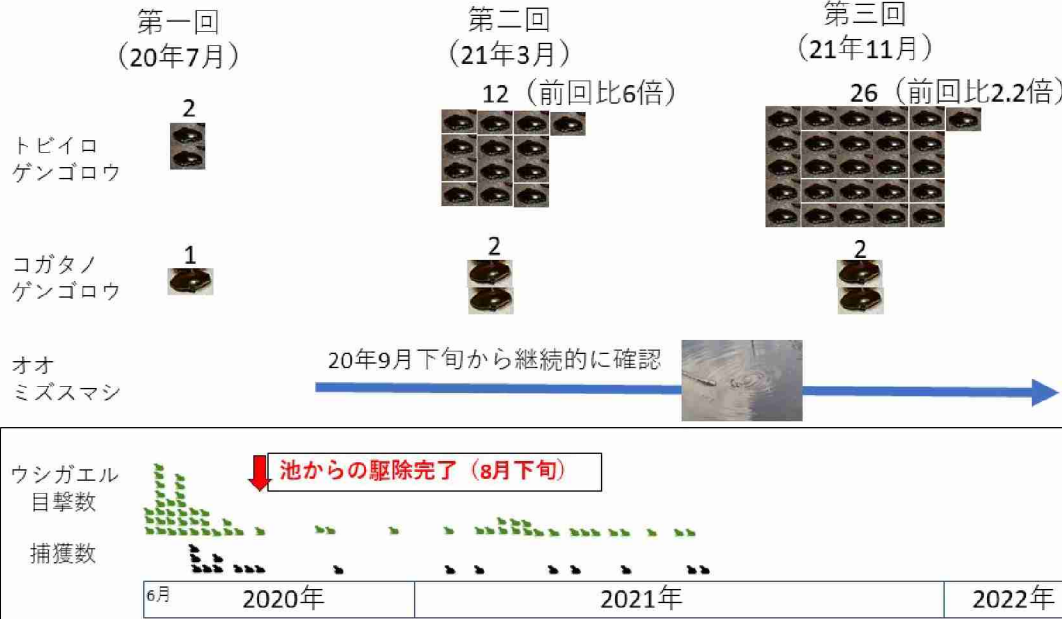 第一回
（20年7月）
第二回
（21年3月）
第三回
（21年11月）
2
12（前回比6倍）
26（前回比2.2倍）
トビイロ
ゲンゴロウ
1
2
2
コガタノ
ゲンゴロウ
オオ
ミズスマシ
20年9月下旬から継続的に確認
ウシガエル
目撃数
池からの駆除完了（8月下旬）
捕獲数
6月
2020年
2021年
2022年